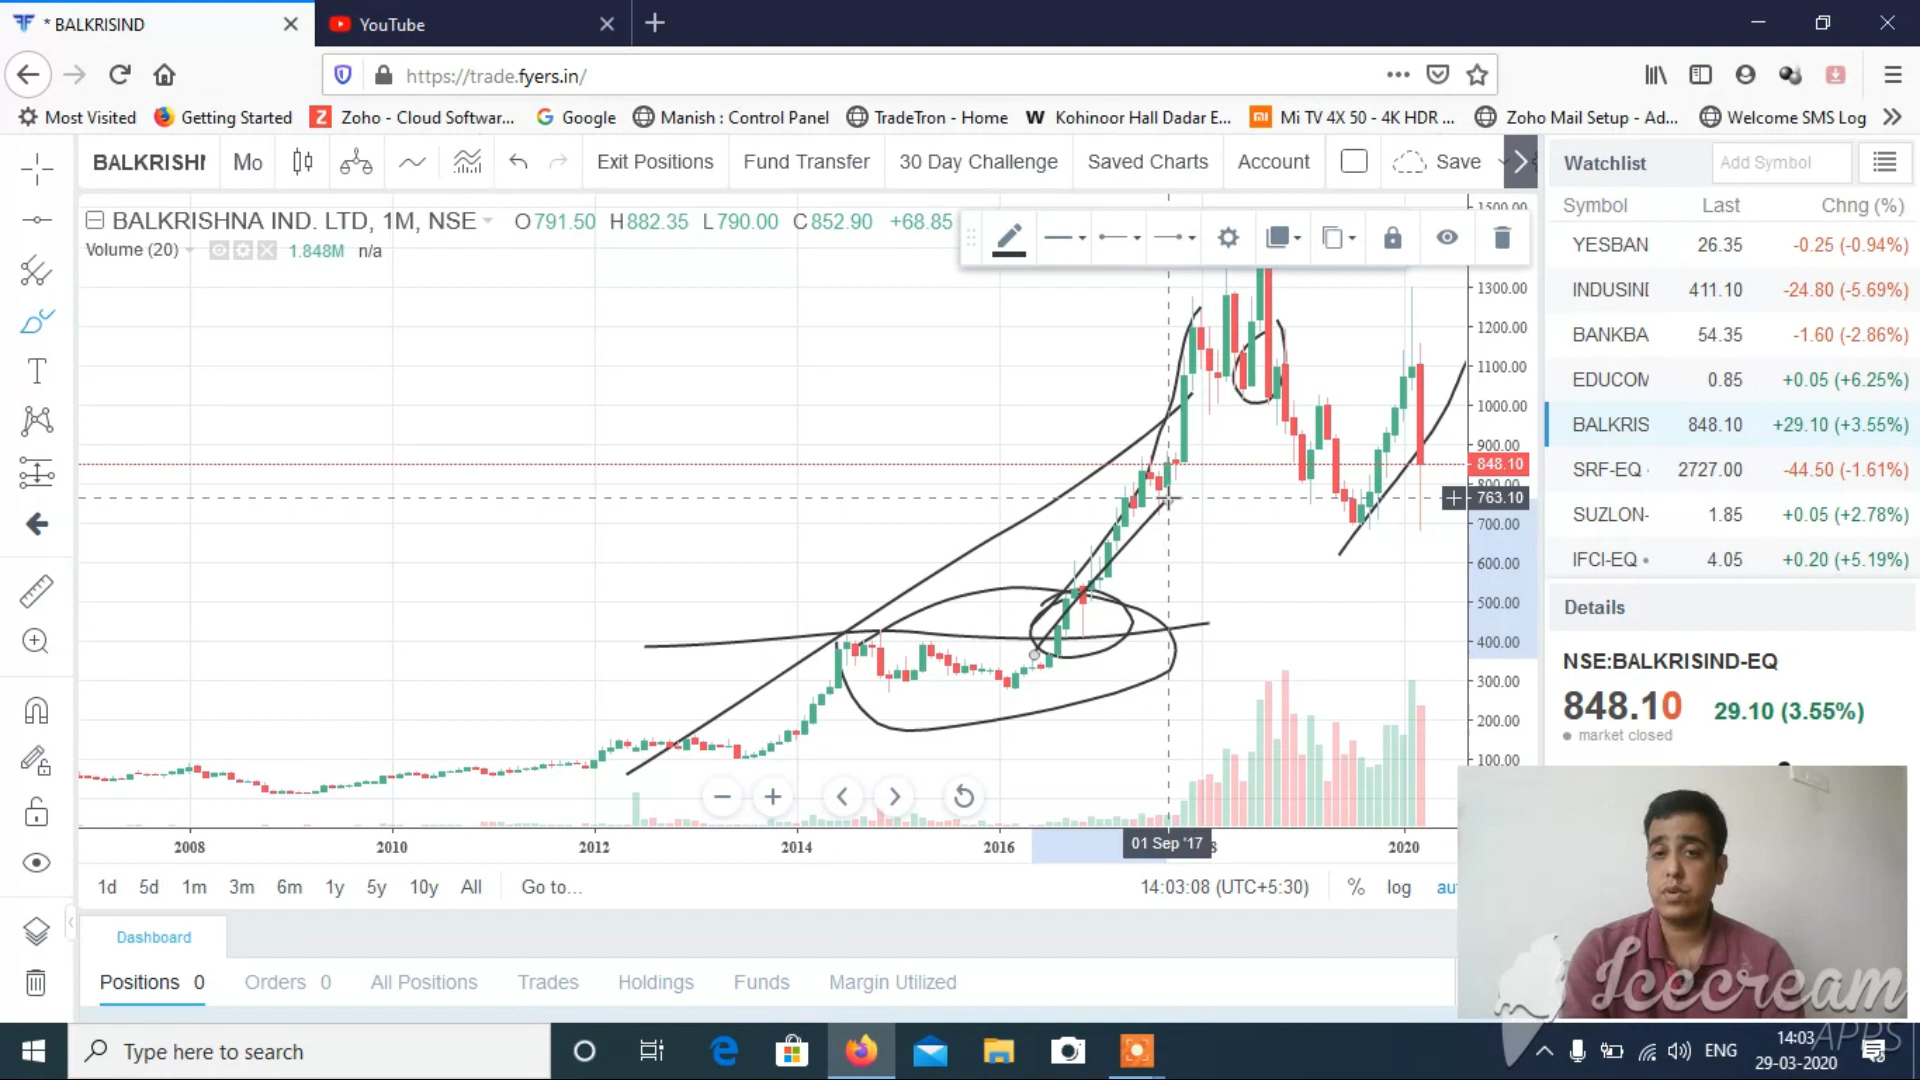 * BALKRISIND
YouTube
https://trade.fyers.in/
Most Visited
Getting Started
Zoho - Cloud Softwar...
Google
Manish : Control Panel
TradeTron - Home
Kohinoor Hall Dadar E...
Mi TV 4X 50 - 4K HDR ...
Zoho Mail Setup - Ad...
Welcome SMS Log
BALKRISHI
Mo
Exit Positions
Fund Transfer
30 Day Challenge
Saved Charts
Account
Save
BALKRISHNA IND. LTD, 1M, NSE
O791.50 H882.35 L790.00 C852.90 +68.85
Volume (20) 1.848M n/a
1500.00
1300.00
1200.00
1100.00
1000.00
900.00
848.10
800.00
763.10
700.00
600.00
500.00
400.00
300.00
200.00
100.00
2008 2010 2012 2014 2016 01 Sep '17 2020
1d 5d 1m 3m 6m 1y 5y 10y All Go to...
14:03:08 (UTC+5:30) % log au
Dashboard
Positions 0 Orders 0 All Positions Trades Holdings Funds Margin Utilized
Watchlist Add Symbol
Symbol Last Chng (%)
YESBAN 26.35 -0.25 (-0.94%)
INDUSINI 411.10 -24.80 (-5.69%)
BANKBA 54.35 -1.60 (-2.86%)
EDUCOM 0.85 +0.05 (+6.25%)
BALKRIS 848.10 +29.10 (+3.55%)
SRF-EQ 2727.00 -44.50 (-1.61%)
SUZLON- 1.85 +0.05 (+2.78%)
IFCI-EQ 4.05 +0.20 (+5.19%)
Details
NSE:BALKRISIND-EQ
848.10 29.10 (3.55%)
market closed
Icecream
APPS
Type here to search
ENG
14:03
29-03-2020